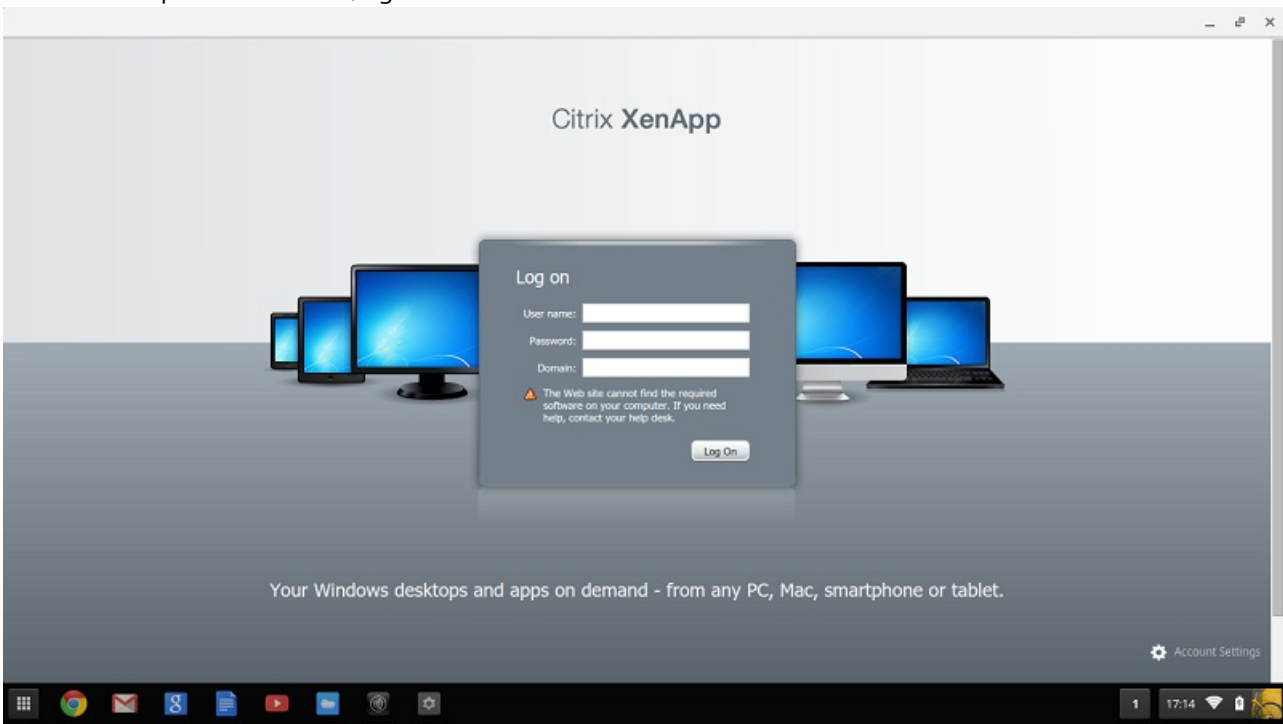 Citrix XenApp
Log on
User name:
Password:
Domain:
The Web site cannot find the required
software on your computer. If you need
help, contact your help desk.
Log On
Your Windows desktops and apps on demand - from any PC, Mac, smartphone or tablet.
Account Settings
8
1
17:14